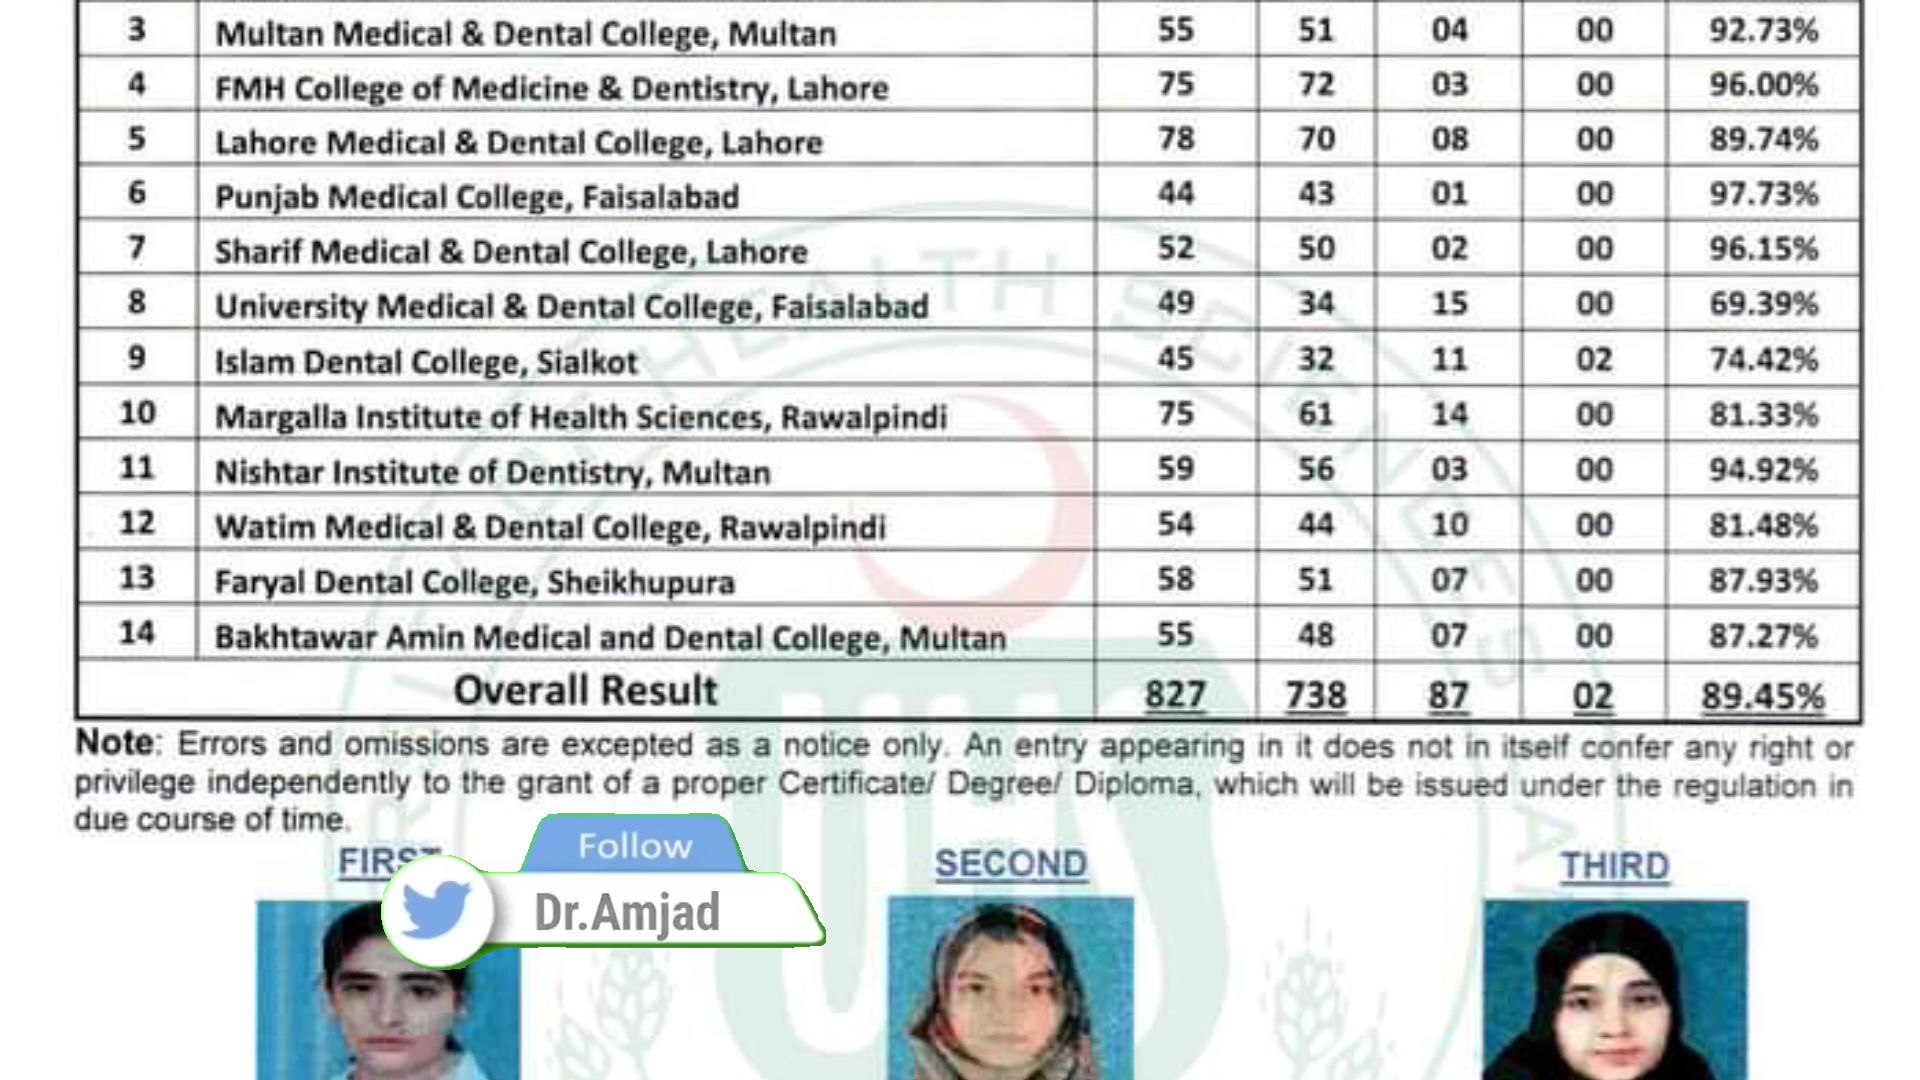 3 Multan Medical & Dental College, Multan 55 51 04 00 92.73%
4 FMH College of Medicine & Dentistry, Lahore 75 72 03 00 96.00%
5 Lahore Medical & Dental College, Lahore 78 70 08 00 89.74%
6 Punjab Medical College, Faisalabad 44 43 01 00 97.73%
7 Sharif Medical & Dental College, Lahore 52 50 02 00 96.15%
8 University Medical & Dental College, Faisalabad 49 34 15 00 69.39%
9 Islam Dental College, Sialkot 45 32 11 02 74.42%
10 Margalla Institute of Health Sciences, Rawalpindi 75 61 14 00 81.33%
11 Nishtar Institute of Dentistry, Multan 59 56 03 00 94.92%
12 Watim Medical & Dental College, Rawalpindi 54 44 10 00 81.48%
13 Faryal Dental College, Sheikhupura 58 51 07 00 87.93%
14 Bakhtawar Amin Medical and Dental College, Multan 55 48 07 00 87.27%
Overall Result 827 738 87 02 89.45%
Note: Errors and omissions are excepted as a notice only. An entry appearing in it does not in itself confer any right or
privilege independently to the grant of a proper Certificate/ Degree/ Diploma, which will be issued under the regulation in
due course of time.
FIRST SECOND THIRD
Follow
Dr.Amjad
HEALTH SCIENCES
UHS